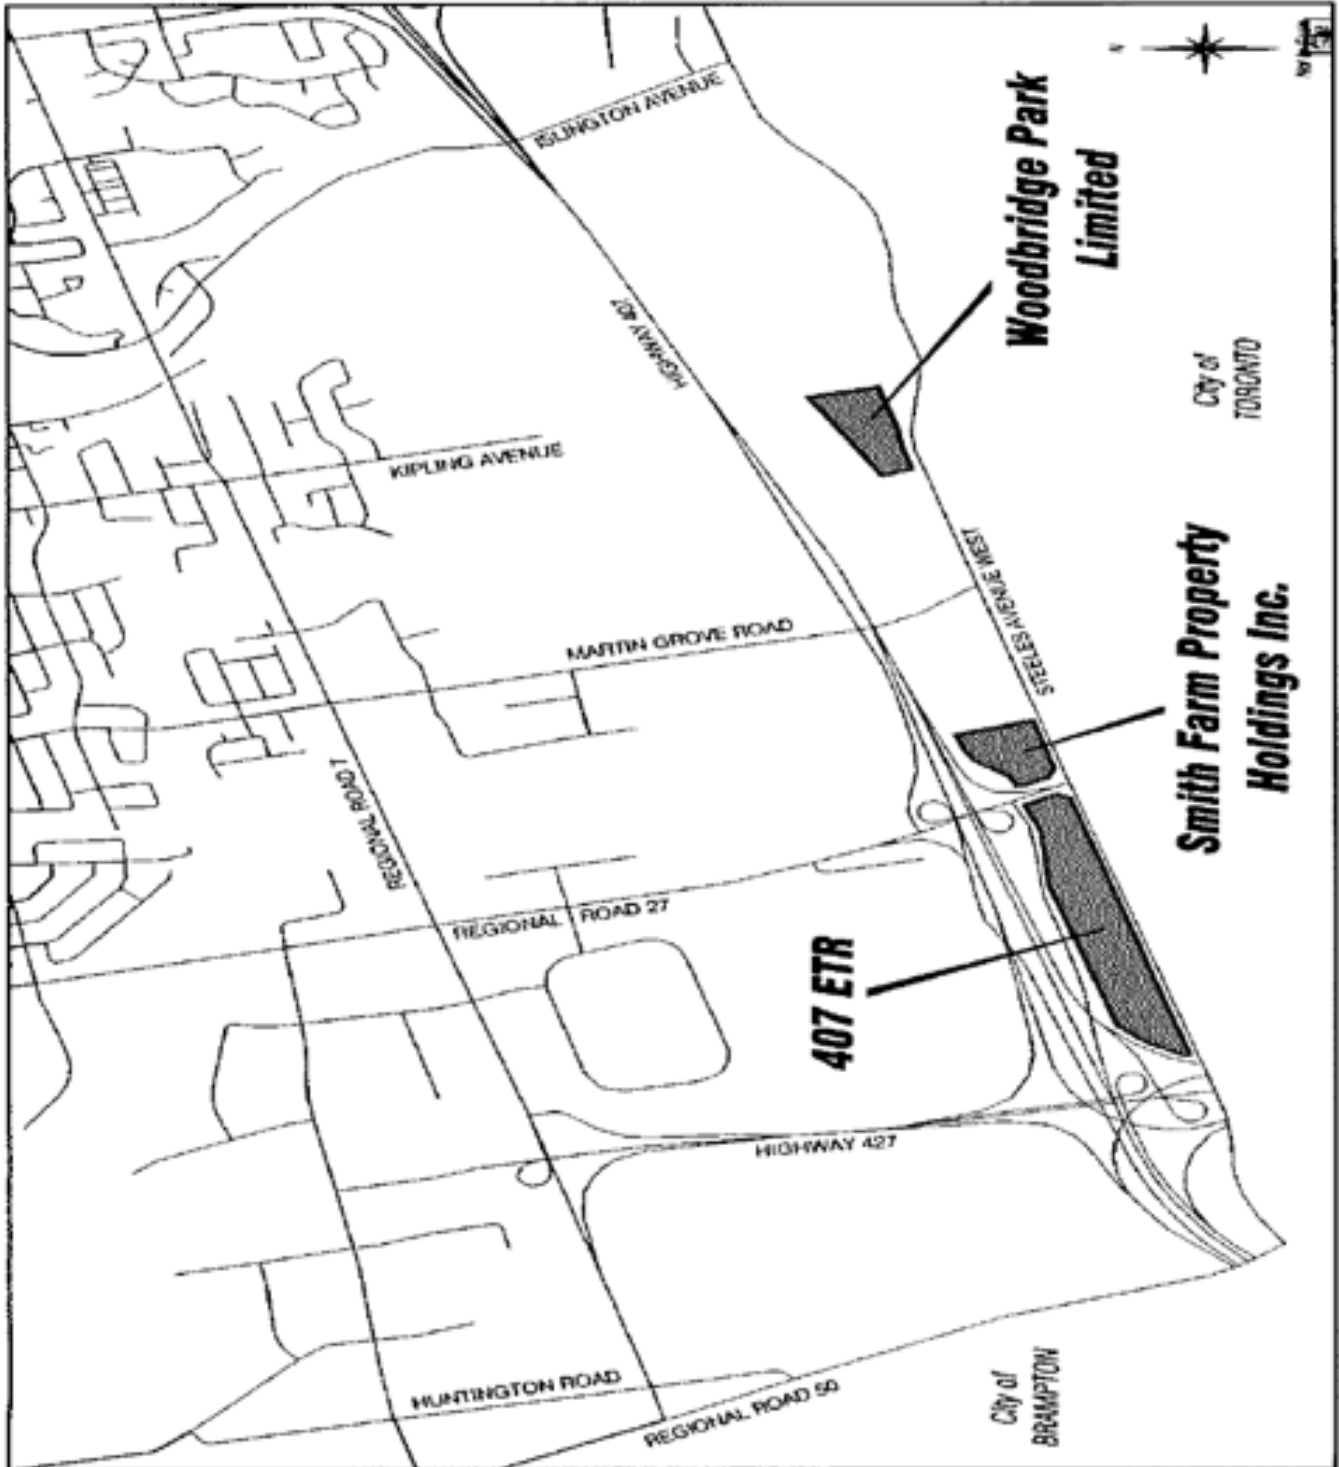 ISLINGTON AVENUE
Woodbridge Park
Limited
N
HIGHWAY 407
City of
TORONTO
KIPLING AVENUE
STEELES AVENUE WEST
MARTIN GROVE ROAD
Smith Farm Property
Holdings Inc.
REGIONAL ROAD 7
REGIONAL ROAD 27
407 ETR
HIGHWAY 427
HUNTINGTON ROAD
REGIONAL ROAD 50
City of
BRAMPTON